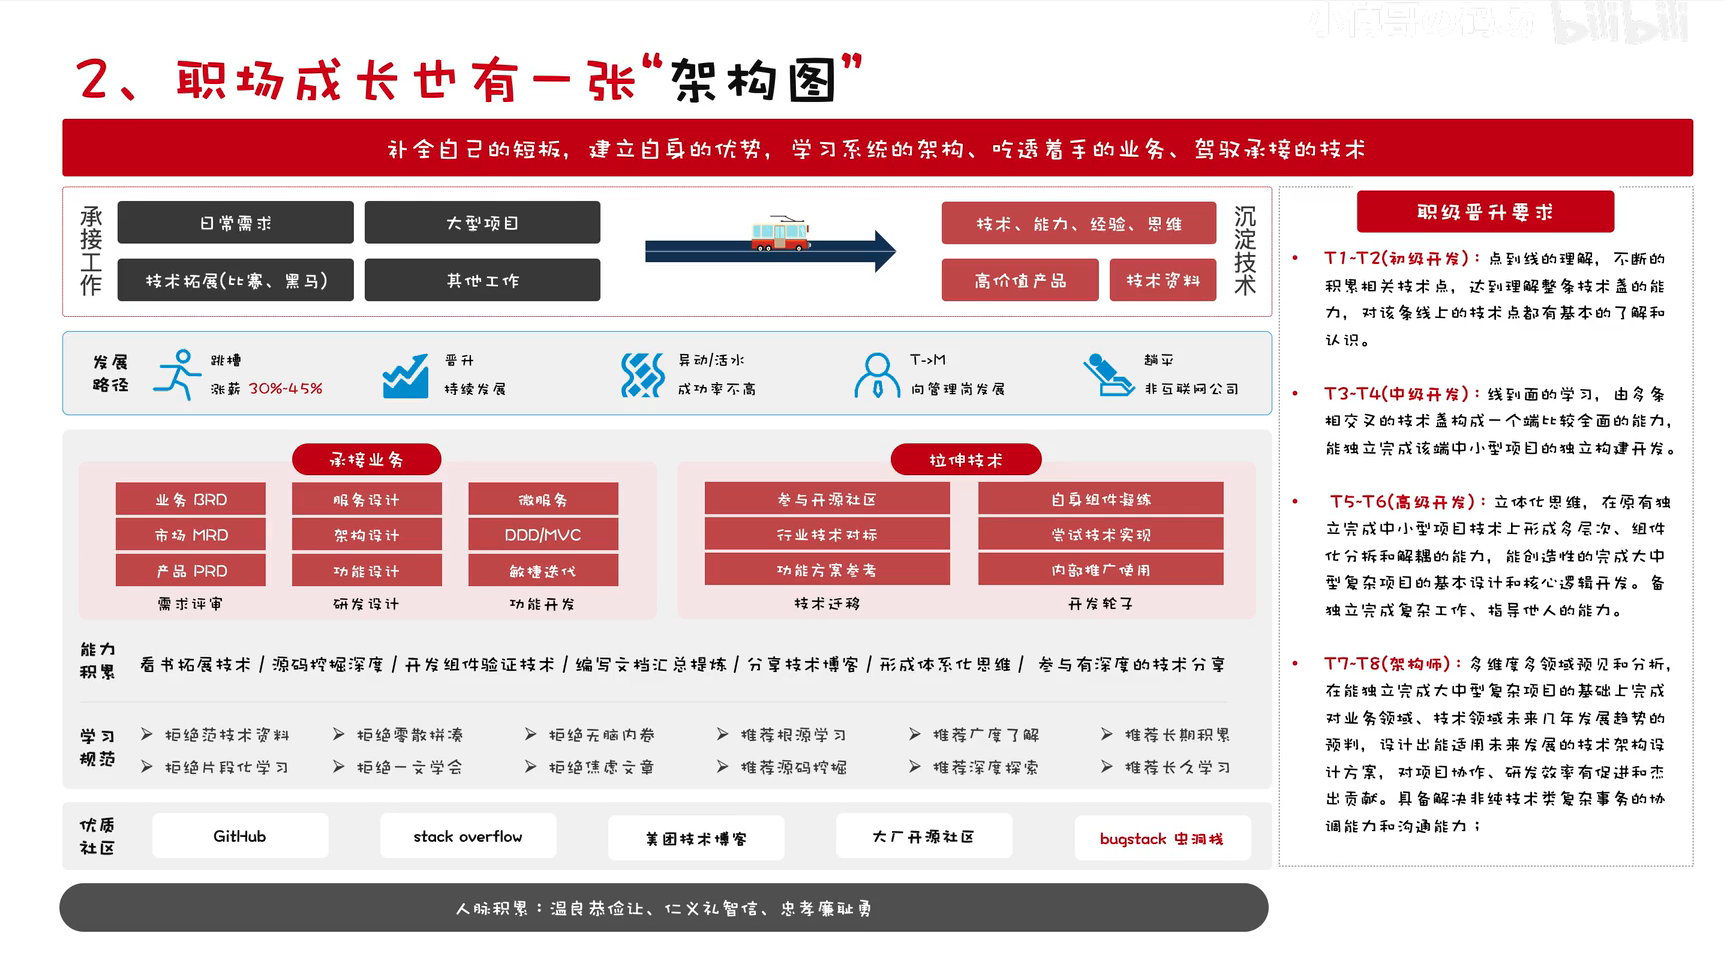 小傅哥の码场 bilibili
2、职场成长也有一张“架构图”
补全自己的短板，建立自身的优势，学习系统的架构、吃透着手的业务、驾驭承接的技术
承接工作
日常需求
大型项目
技术拓展(比赛、黑马)
其他工作
技术、能力、经验、思维
高价值产品
技术资料
沉淀技术
发展
路径
跳槽
涨薪 30%~45%
晋升
持续发展
异动/活水
成功率不高
T->M
向管理岗发展
躺平
非互联网公司
承接业务
业务 BRD
市场 MRD
产品 PRD
需求评审
服务设计
架构设计
功能设计
研发设计
微服务
DDD/MVC
敏捷迭代
功能开发
拉伸技术
参与开源社区
行业技术对标
功能方案参考
技术迁移
自身组件凝练
尝试技术实现
内部推广使用
开发轮子
能力
积累
看书拓展技术 / 源码挖掘深度 / 开发组件验证技术 / 编写文档汇总提炼 / 分享技术博客 / 形成体系化思维 / 参与有深度的技术分享
学习
规范
➢ 拒绝范技术资料
➢ 拒绝零散拼凑
➢ 拒绝无脑内卷
➢ 推荐根源学习
➢ 推荐广度了解
➢ 推荐长期积累
➢ 拒绝片段化学习
➢ 拒绝一文学会
➢ 拒绝焦虑文章
➢ 推荐源码挖掘
➢ 推荐深度探索
➢ 推荐长久学习
优质
社区
GitHub
stack overflow
美团技术博客
大厂开源社区
bugstack 虫洞栈
人脉积累：温良恭俭让、仁义礼智信、忠孝廉耻勇
职级晋升要求
• T1~T2(初级开发)：点到线的理解，不断的
积累相关技术点，达到理解整条技术盏的能
力，对该条线上的技术点都有基本的了解和
认识。
• T3~T4(中级开发)：线到面的学习，由多条
相交叉的技术盏构成一个端比较全面的能力，
能独立完成该端中小型项目的独立构建开发。
• T5~T6(高级开发)：立体化思维，在原有独
立完成中小型项目技术上形成多层次、组件
化分拆和解耦的能力，能创造性的完成大中
型复杂项目的基本设计和核心逻辑开发。备
独立完成复杂工作、指导他人的能力。
• T7~T8(架构师)：多维度多领域预见和分析，
在能独立完成大中型复杂项目的基础上完成
对业务领域、技术领域未来几年发展趋势的
预判，设计出能适用未来发展的技术架构设
计方案，对项目协作、研发效率有促进和杰
出贡献。具备解决非纯技术类复杂事务的协
调能力和沟通能力；